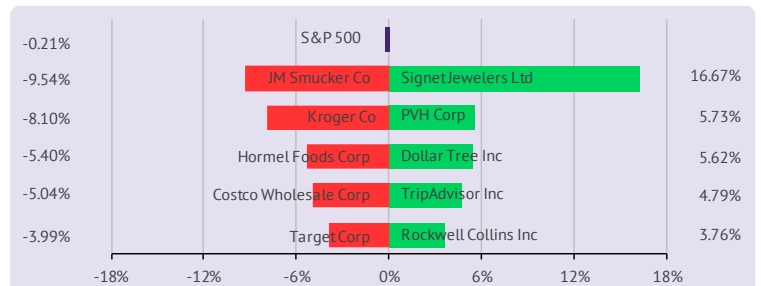 -0.21% S&P 500
-9.54% JM Smucker Co SignetJewelers Ltd 16.67%
-8.10% Kroger Co PVH Corp 5.73%
-5.40% Hormel Foods Corp Dollar Tree Inc 5.62%
-5.04% Costco Wholesale Corp TripAdvisor Inc 4.79%
-3.99% Target Corp Rockwell Collins Inc 3.76%
-18% -12% -6% 0% 6% 12% 18%